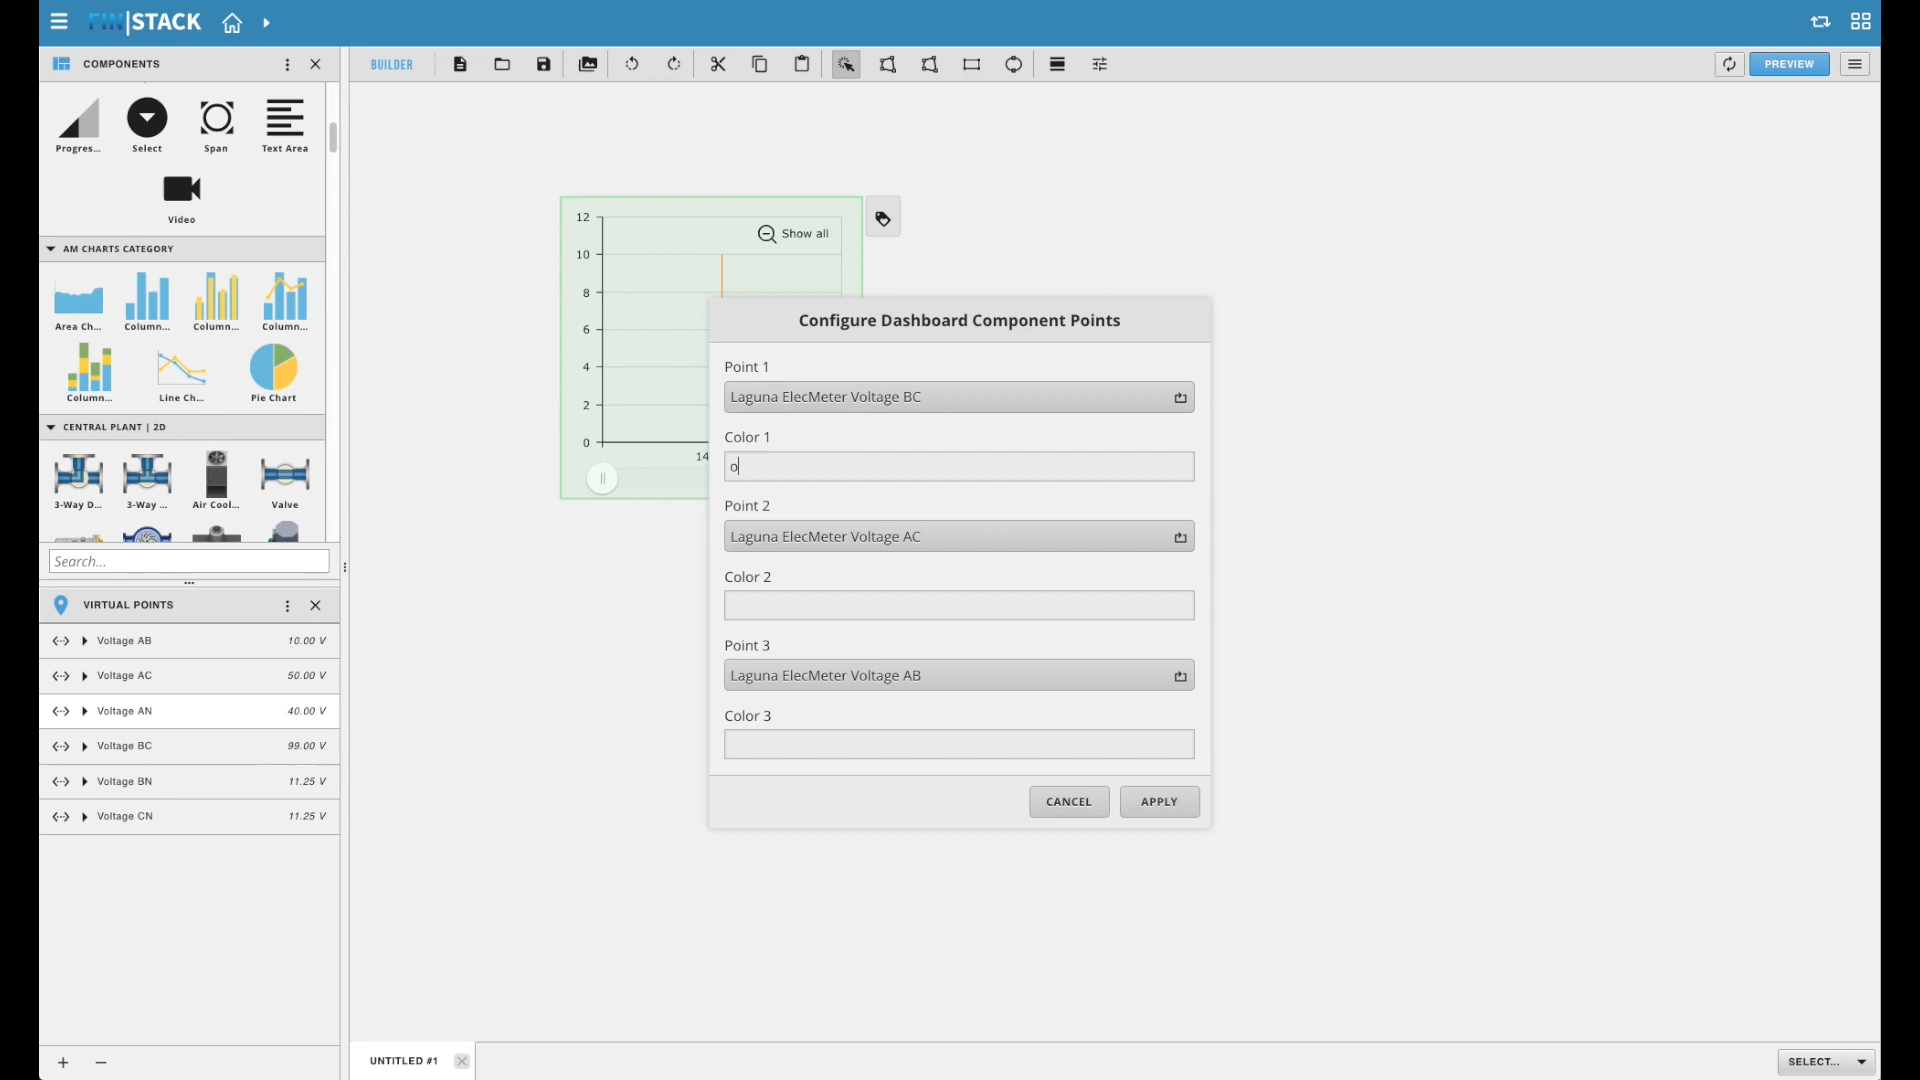 FIN|STACK
COMPONENTS
BUILDER
PREVIEW
Progres...
Select
Span
Text Area
Video
AM CHARTS CATEGORY
Area Ch...
Column...
Column...
Column...
Column...
Line Ch...
Pie Chart
CENTRAL PLANT | 2D
3-Way D...
3-Way ...
Air Cool...
Valve
Search...
VIRTUAL POINTS
Voltage AB 10.00 V
Voltage AC 50.00 V
Voltage AN 40.00 V
Voltage BC 99.00 V
Voltage BN 11.25 V
Voltage CN 11.25 V
12
Show all
10
8
6
4
2
0
14
Configure Dashboard Component Points
Point 1
Laguna ElecMeter Voltage BC
Color 1
o
Point 2
Laguna ElecMeter Voltage AC
Color 2
Point 3
Laguna ElecMeter Voltage AB
Color 3
CANCEL APPLY
UNTITLED #1
SELECT...